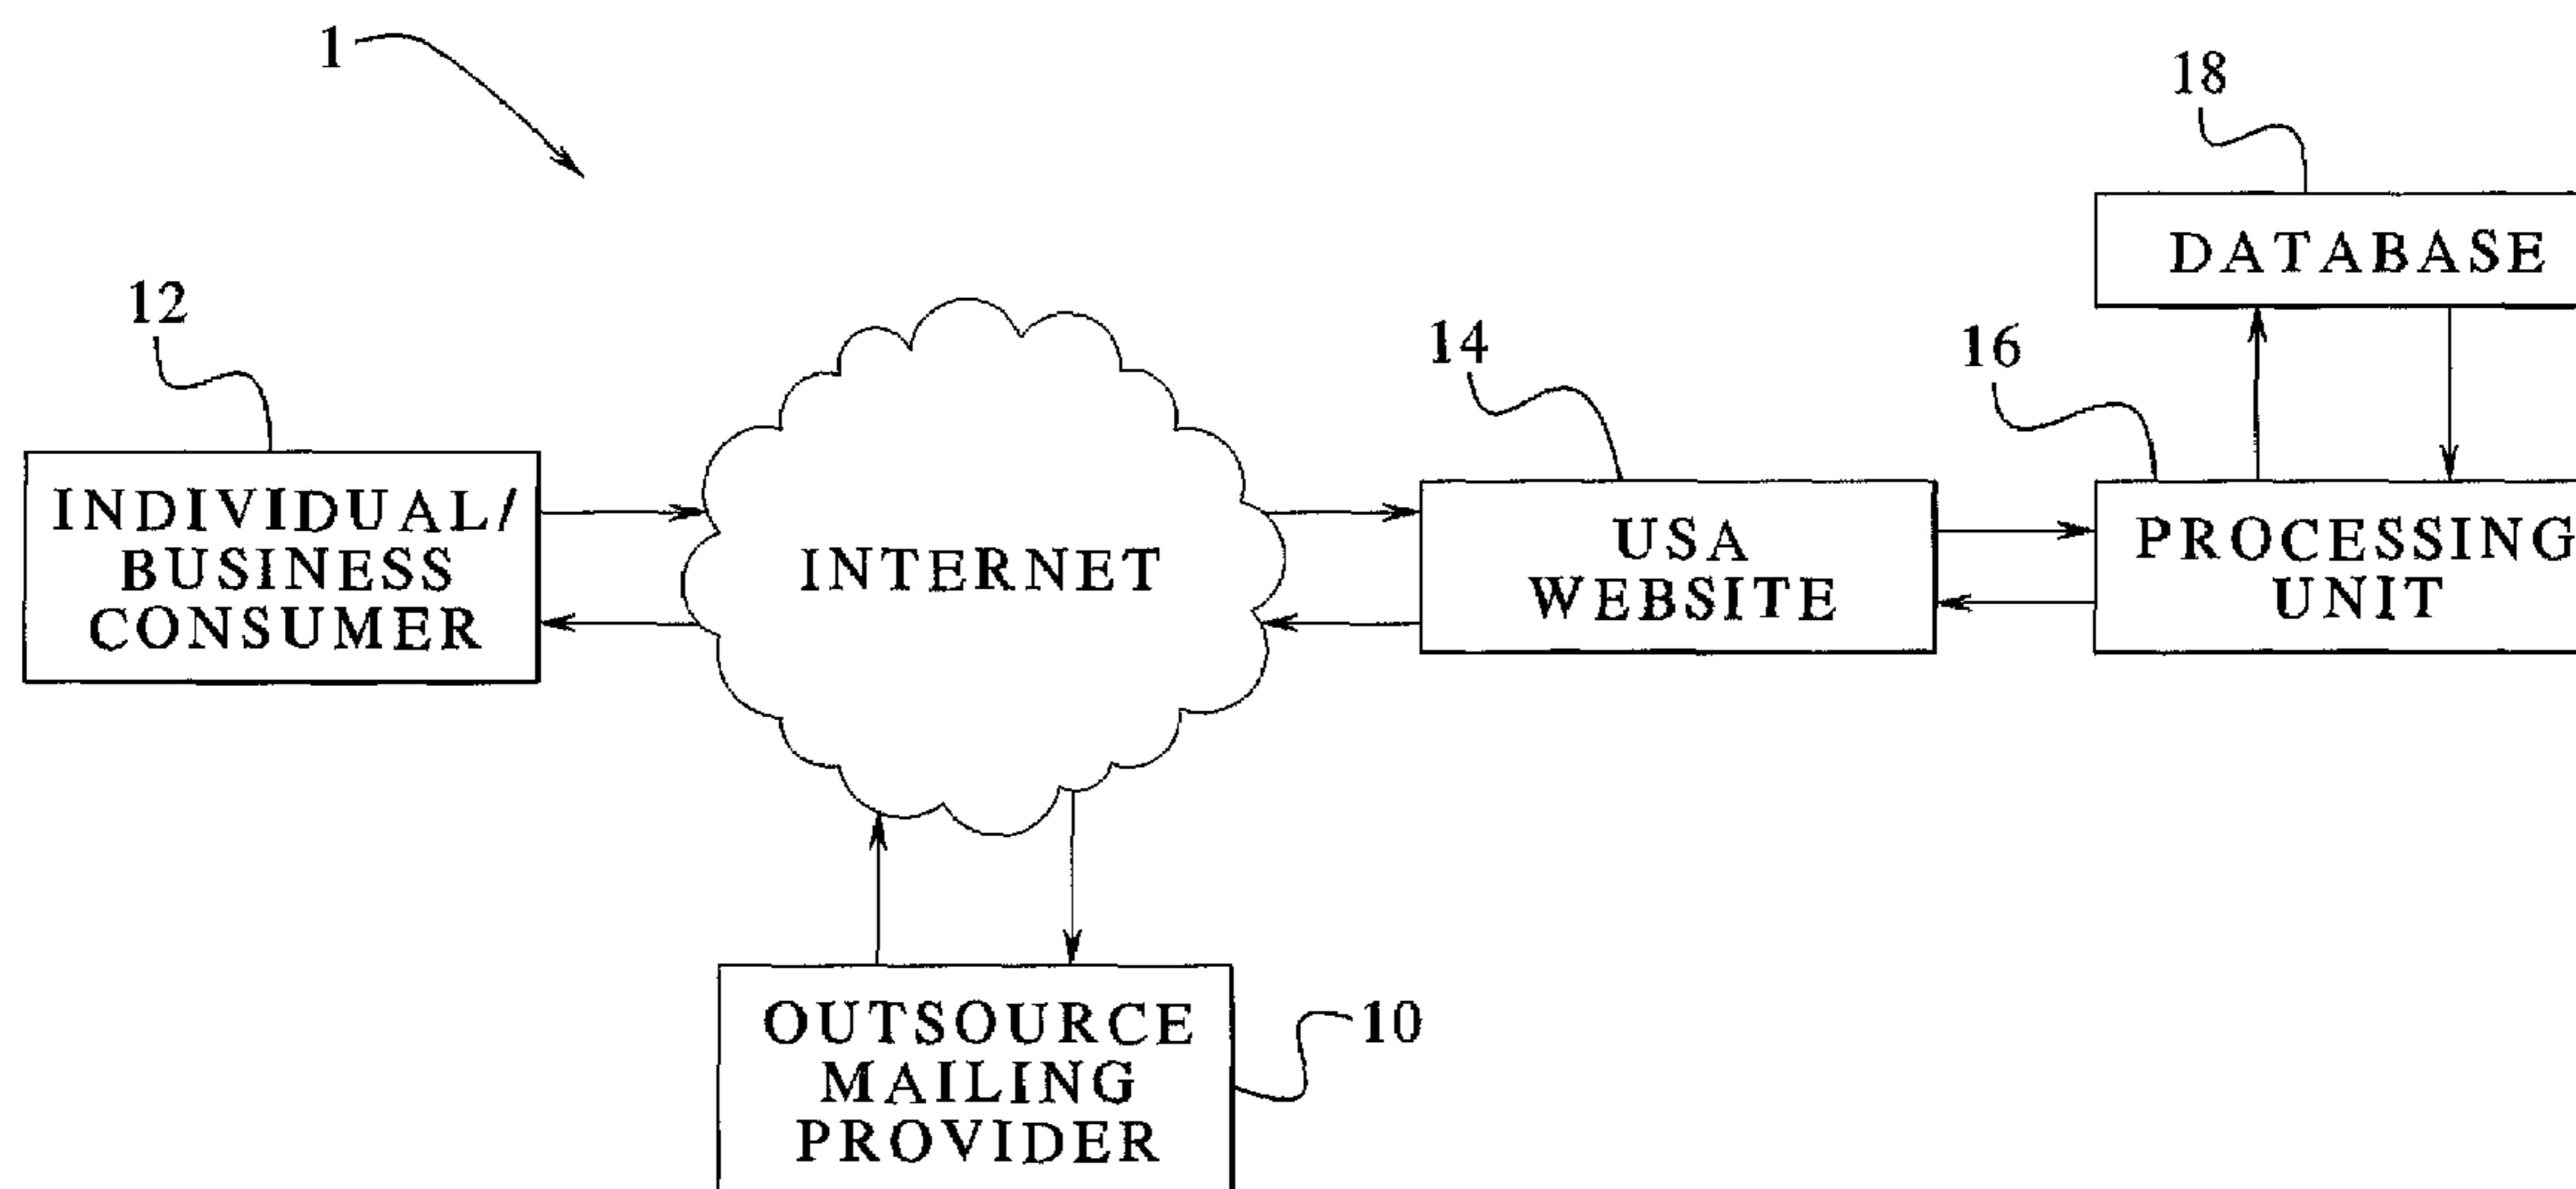 1
18
DATABASE
12
14
16
INDIVIDUAL/
BUSINESS
CONSUMER
INTERNET
USA
WEBSITE
PROCESSING
UNIT
OUTSOURCE
MAILING
PROVIDER
10